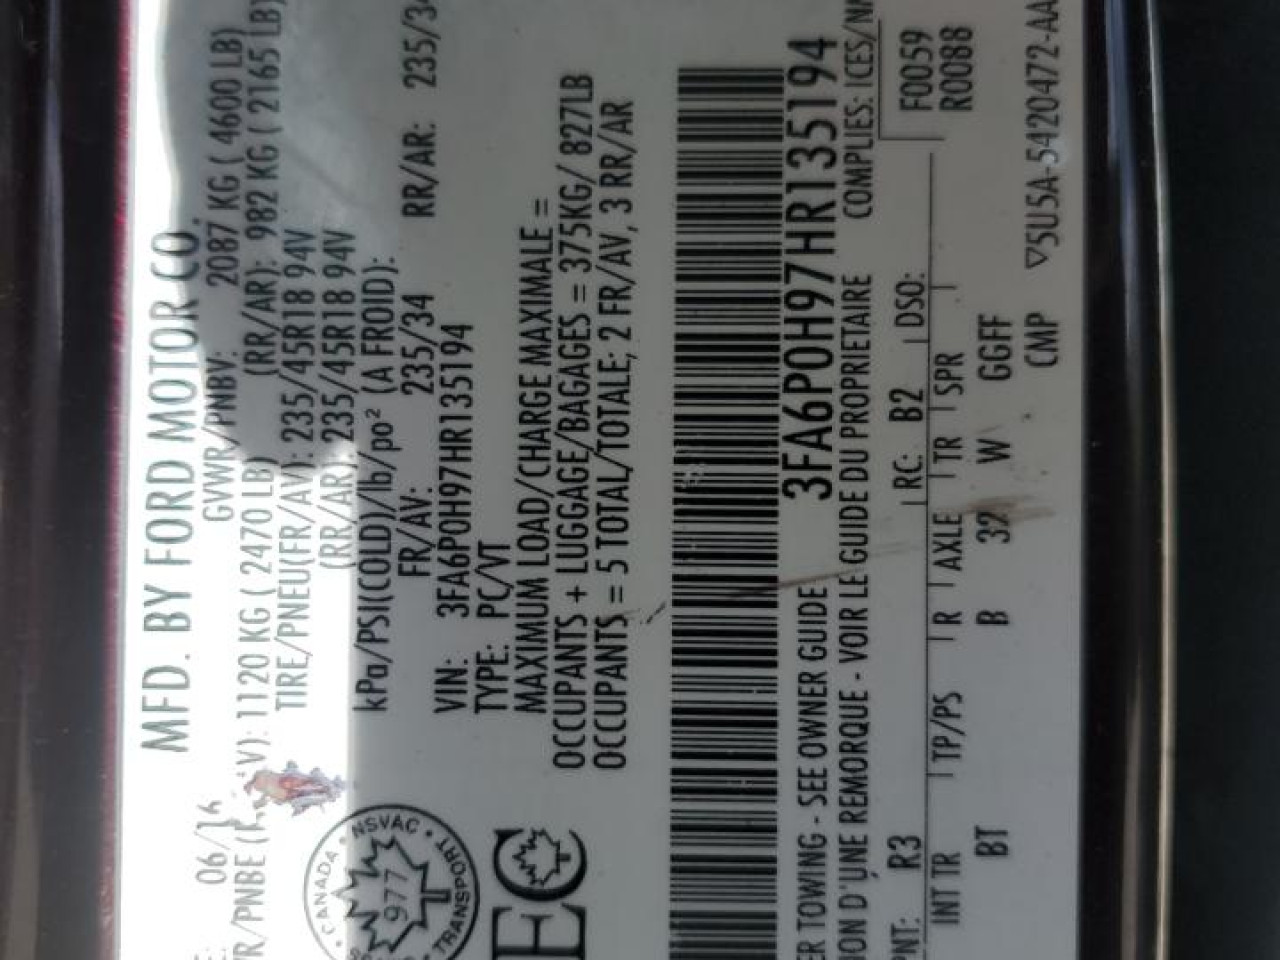 MFD. BY FORD MOTOR CO.
06/16
GVWR/PNBV: 2087 KG ( 4600 LB)
1120 KG ( 2470 LB) (RR/AR): 982 KG ( 2165 LB)
TIRE/PNEU(FR/AV): 235/45R18 94V
(RR/AR): 235/45R18 94V
kPa/PSI(COLD)/lb/po² (A FROID):
FR/AV: 235/34 RR/AR: 235/34
VIN: 3FA6P0H97HR135194
TYPE: PC/VT
MAXIMUM LOAD/CHARGE MAXIMALE =
OCCUPANTS + LUGGAGE/BAGAGES = 375KG/ 827LB
OCCUPANTS = 5 TOTAL/TOTALE; 2 FR/AV, 3 RR/AR
CANADA • NSVAC •
977
TRANSPORT
3FA6P0H97HR135194
TOWING - SEE OWNER GUIDE COMPLIES: ICES/
D'UNE REMORQUE - VOIR LE GUIDE DU PROPRIETAIRE
PNT: R3 RC: B2 DSO: F0059
R0088
INT TR TP/PS R AXLE TR SPR
BT B 32 W GGFF
CMP ▽5U5A-5420472-AA